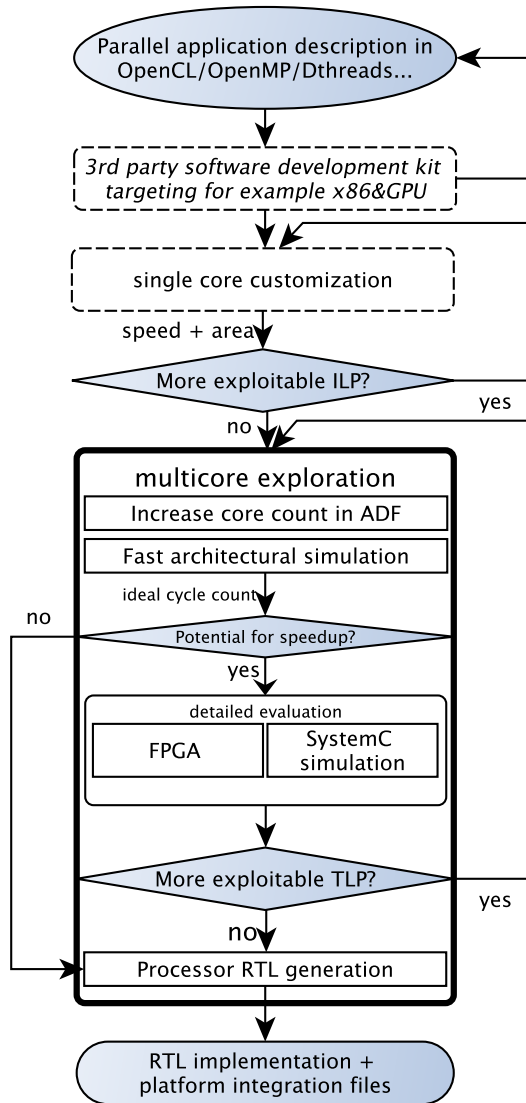 Parallel application description in
OpenCL/OpenMP/Dthreads...
3rd party software development kit
targeting for example x86&GPU
single core customization
speed + area
More exploitable ILP?
yes
no
multicore exploration
Increase core count in ADF
Fast architectural simulation
ideal cycle count
no
Potential for speedup?
yes
detailed evaluation
FPGA
SystemC
simulation
More exploitable TLP?
yes
no
Processor RTL generation
RTL implementation +
platform integration files